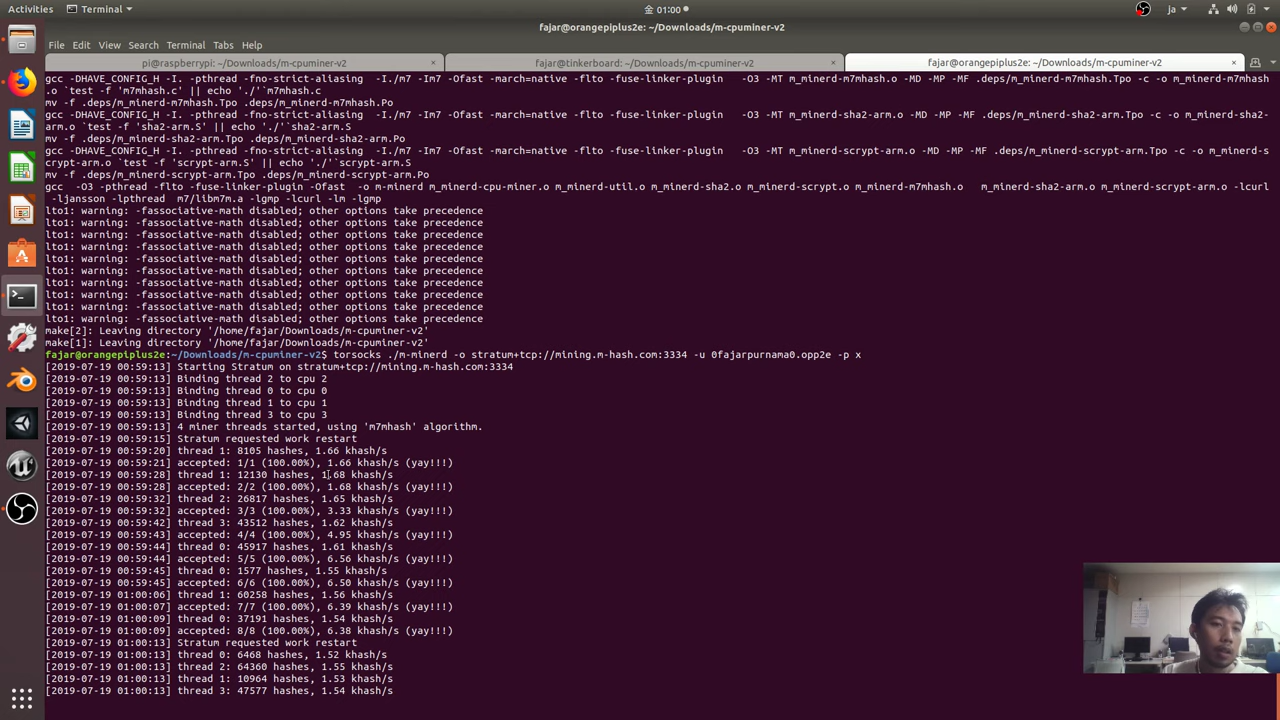 Activities Terminal 金 01:00 ja
fajar@orangepiplus2e: ~/Downloads/m-cpuminer-v2
File Edit View Search Terminal Tabs Help
pi@raspberrypi: ~/Downloads/m-cpuminer-v2 × fajar@tinkerboard: ~/Downloads/m-cpuminer-v2 × fajar@orangepiplus2e: ~/Downloads/m-cpuminer-v2 ×
gcc -DHAVE_CONFIG_H -I. -pthread -fno-strict-aliasing -I./m7 -Im7 -Ofast -march=native -flto -fuse-linker-plugin -O3 -MT m_minerd-m7mhash.o -MD -MP -MF .deps/m_minerd-m7mhash.Tpo -c -o m_minerd-m7mhash
.o `test -f 'm7mhash.c' || echo './'`m7mhash.c
mv -f .deps/m_minerd-m7mhash.Tpo .deps/m_minerd-m7mhash.Po
gcc -DHAVE_CONFIG_H -I. -pthread -fno-strict-aliasing -I./m7 -Im7 -Ofast -march=native -flto -fuse-linker-plugin -O3 -MT m_minerd-sha2-arm.o -MD -MP -MF .deps/m_minerd-sha2-arm.Tpo -c -o m_minerd-sha2-
arm.o `test -f 'sha2-arm.S' || echo './'`sha2-arm.S
mv -f .deps/m_minerd-sha2-arm.Tpo .deps/m_minerd-sha2-arm.Po
gcc -DHAVE_CONFIG_H -I. -pthread -fno-strict-aliasing -I./m7 -Im7 -Ofast -march=native -flto -fuse-linker-plugin -O3 -MT m_minerd-scrypt-arm.o -MD -MP -MF .deps/m_minerd-scrypt-arm.Tpo -c -o m_minerd-s
crypt-arm.o `test -f 'scrypt-arm.S' || echo './'`scrypt-arm.S
mv -f .deps/m_minerd-scrypt-arm.Tpo .deps/m_minerd-scrypt-arm.Po
gcc -O3 -pthread -flto -fuse-linker-plugin -Ofast -o m-minerd m_minerd-cpu-miner.o m_minerd-util.o m_minerd-sha2.o m_minerd-scrypt.o m_minerd-m7mhash.o m_minerd-sha2-arm.o m_minerd-scrypt-arm.o -lcurl
-ljansson -lpthread m7/libm7m.a -lgmp -lcurl -lm -lgmp
lto1: warning: -fassociative-math disabled; other options take precedence
lto1: warning: -fassociative-math disabled; other options take precedence
lto1: warning: -fassociative-math disabled; other options take precedence
lto1: warning: -fassociative-math disabled; other options take precedence
lto1: warning: -fassociative-math disabled; other options take precedence
lto1: warning: -fassociative-math disabled; other options take precedence
lto1: warning: -fassociative-math disabled; other options take precedence
lto1: warning: -fassociative-math disabled; other options take precedence
lto1: warning: -fassociative-math disabled; other options take precedence
lto1: warning: -fassociative-math disabled; other options take precedence
make[2]: Leaving directory '/home/fajar/Downloads/m-cpuminer-v2'
make[1]: Leaving directory '/home/fajar/Downloads/m-cpuminer-v2'
fajar@orangepiplus2e:~/Downloads/m-cpuminer-v2$ torsocks ./m-minerd -o stratum+tcp://mining.m-hash.com:3334 -u 0fajarpurnama0.opp2e -p x
[2019-07-19 00:59:13] Starting Stratum on stratum+tcp://mining.m-hash.com:3334
[2019-07-19 00:59:13] Binding thread 2 to cpu 2
[2019-07-19 00:59:13] Binding thread 0 to cpu 0
[2019-07-19 00:59:13] Binding thread 1 to cpu 1
[2019-07-19 00:59:13] Binding thread 3 to cpu 3
[2019-07-19 00:59:13] 4 miner threads started, using 'm7mhash' algorithm.
[2019-07-19 00:59:15] Stratum requested work restart
[2019-07-19 00:59:20] thread 1: 8105 hashes, 1.66 khash/s
[2019-07-19 00:59:21] accepted: 1/1 (100.00%), 1.66 khash/s (yay!!!)
[2019-07-19 00:59:28] thread 1: 12130 hashes, 1.68 khash/s
[2019-07-19 00:59:28] accepted: 2/2 (100.00%), 1.68 khash/s (yay!!!)
[2019-07-19 00:59:32] thread 2: 26817 hashes, 1.65 khash/s
[2019-07-19 00:59:32] accepted: 3/3 (100.00%), 3.33 khash/s (yay!!!)
[2019-07-19 00:59:42] thread 3: 43512 hashes, 1.62 khash/s
[2019-07-19 00:59:43] accepted: 4/4 (100.00%), 4.95 khash/s (yay!!!)
[2019-07-19 00:59:44] thread 0: 45917 hashes, 1.61 khash/s
[2019-07-19 00:59:44] accepted: 5/5 (100.00%), 6.56 khash/s (yay!!!)
[2019-07-19 00:59:45] thread 0: 1577 hashes, 1.55 khash/s
[2019-07-19 00:59:45] accepted: 6/6 (100.00%), 6.50 khash/s (yay!!!)
[2019-07-19 01:00:06] thread 1: 60258 hashes, 1.56 khash/s
[2019-07-19 01:00:07] accepted: 7/7 (100.00%), 6.39 khash/s (yay!!!)
[2019-07-19 01:00:09] thread 0: 37191 hashes, 1.54 khash/s
[2019-07-19 01:00:09] accepted: 8/8 (100.00%), 6.38 khash/s (yay!!!)
[2019-07-19 01:00:13] Stratum requested work restart
[2019-07-19 01:00:13] thread 0: 6468 hashes, 1.52 khash/s
[2019-07-19 01:00:13] thread 2: 64360 hashes, 1.55 khash/s
[2019-07-19 01:00:13] thread 1: 10964 hashes, 1.53 khash/s
[2019-07-19 01:00:13] thread 3: 47577 hashes, 1.54 khash/s